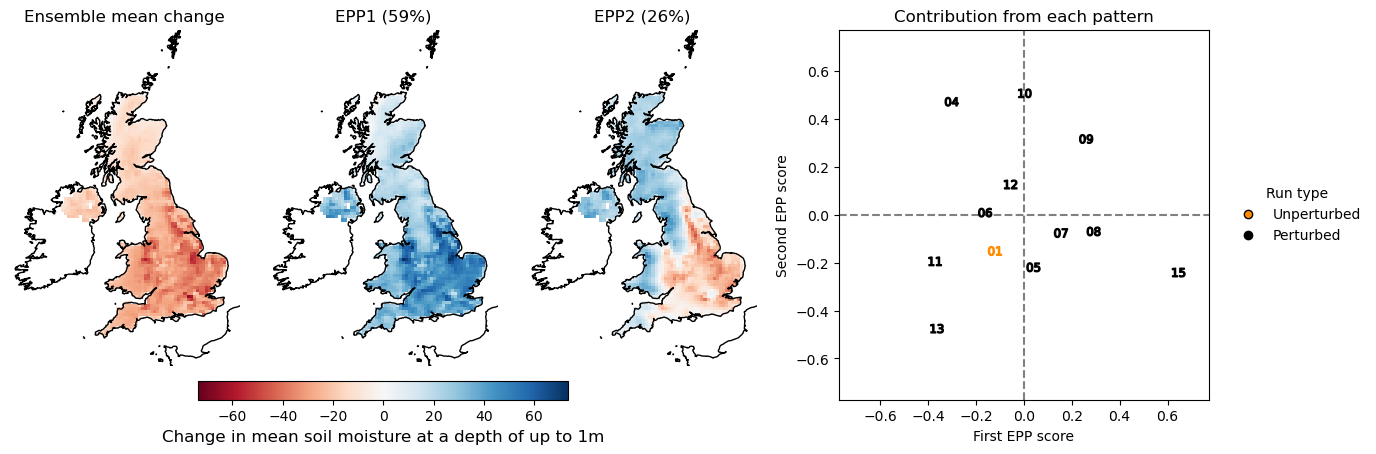 Ensemble mean change
EPP1 (59%)
EPP2 (26%)
Contribution from each pattern
−60 −40 −20 0 20 40 60
Change in mean soil moisture at a depth of up to 1m
Second EPP score
0.6
0.4
0.2
0.0
−0.2
−0.4
−0.6
04
10
09
12
06
07
08
01
11
05
15
13
−0.6 −0.4 −0.2 0.0 0.2 0.4 0.6
First EPP score
Run type
Unperturbed
Perturbed